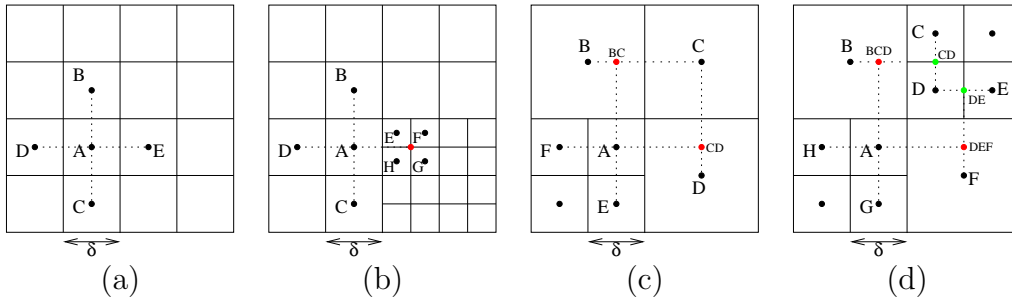 B
D A E
C
δ
(a)
B
E F
D A
H G
C
δ
(b)
B BC C
F A CD
D
E
δ
(c)
C
B BCD CD
D E
DE
H A DEF
F
G
δ
(d)